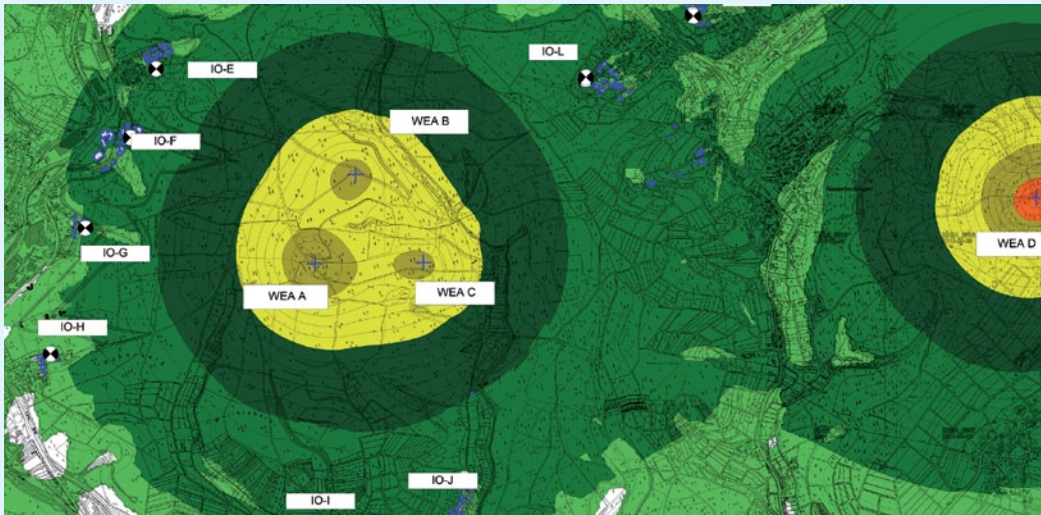 IO-L
IO-E
WEA B
IO-F
IO-G
WEA D
WEA A
WEA C
IO-H
IO-J
IO-I